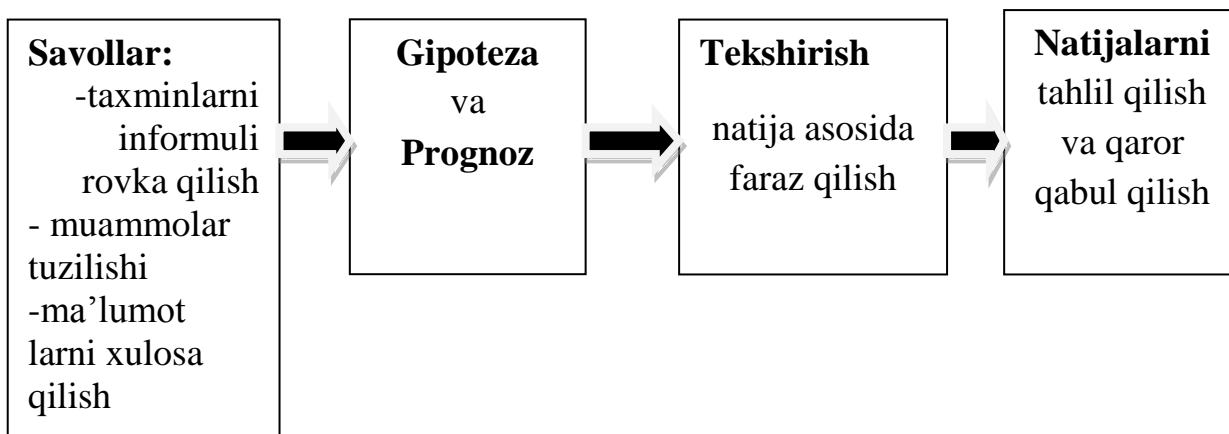 Savollar:
-taxminlarni
informuli
rovka qilish
- muammolar
tuzilishi
-ma’lumot
larni xulosa
qilish
Gipoteza
va
Prognoz
Tekshirish
natija asosida
faraz qilish
Natijalarni
tahlil qilish
va qaror
qabul qilish